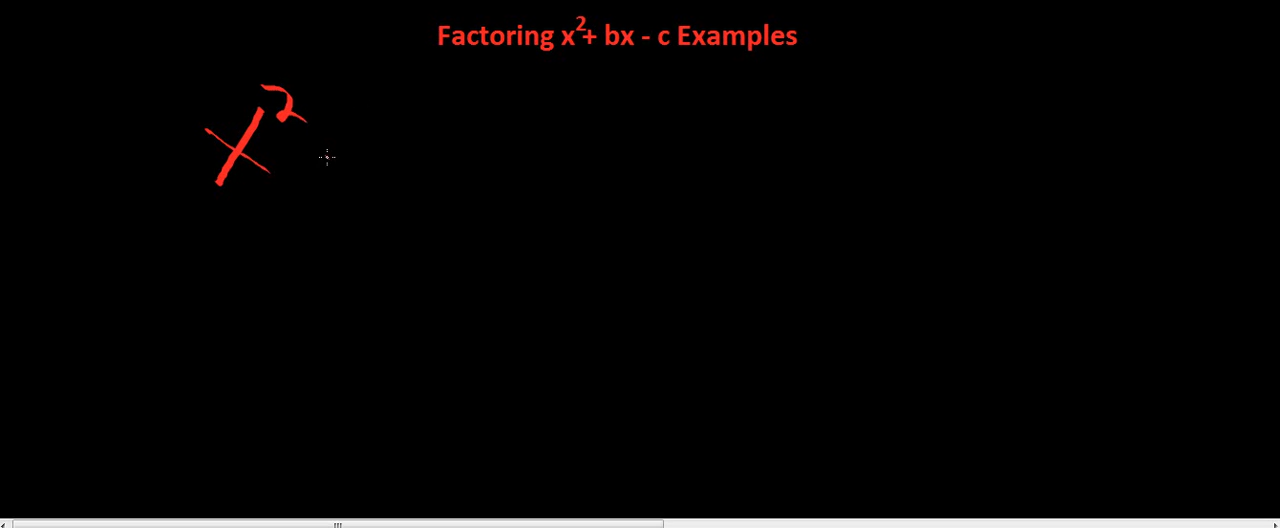 Factoring x²+ bx - c Examples
x²